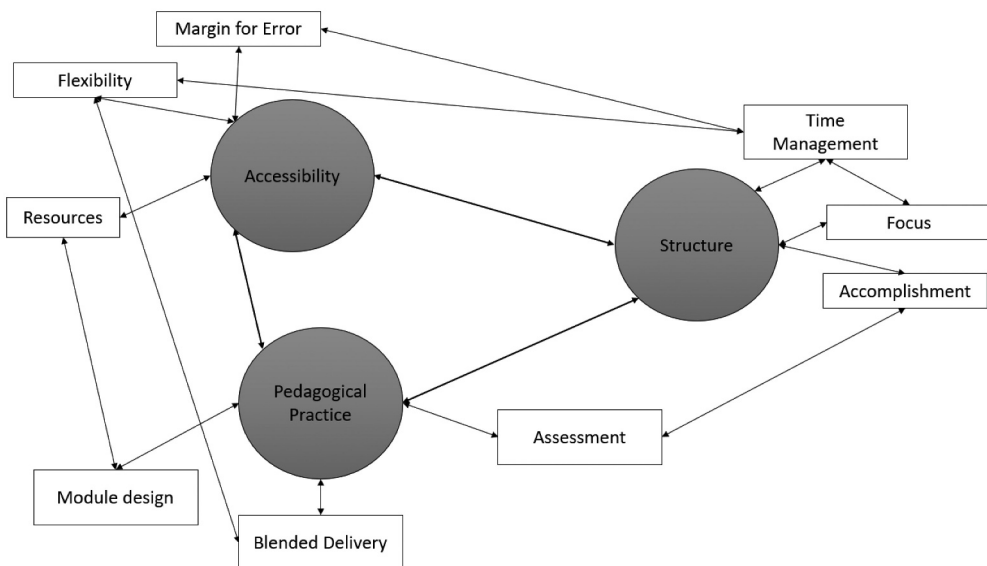 Margin for Error
Flexibility
Time
Management
Accessibility
Resources
Focus
Structure
Accomplishment
Pedagogical
Practice
Assessment
Module design
Blended Delivery